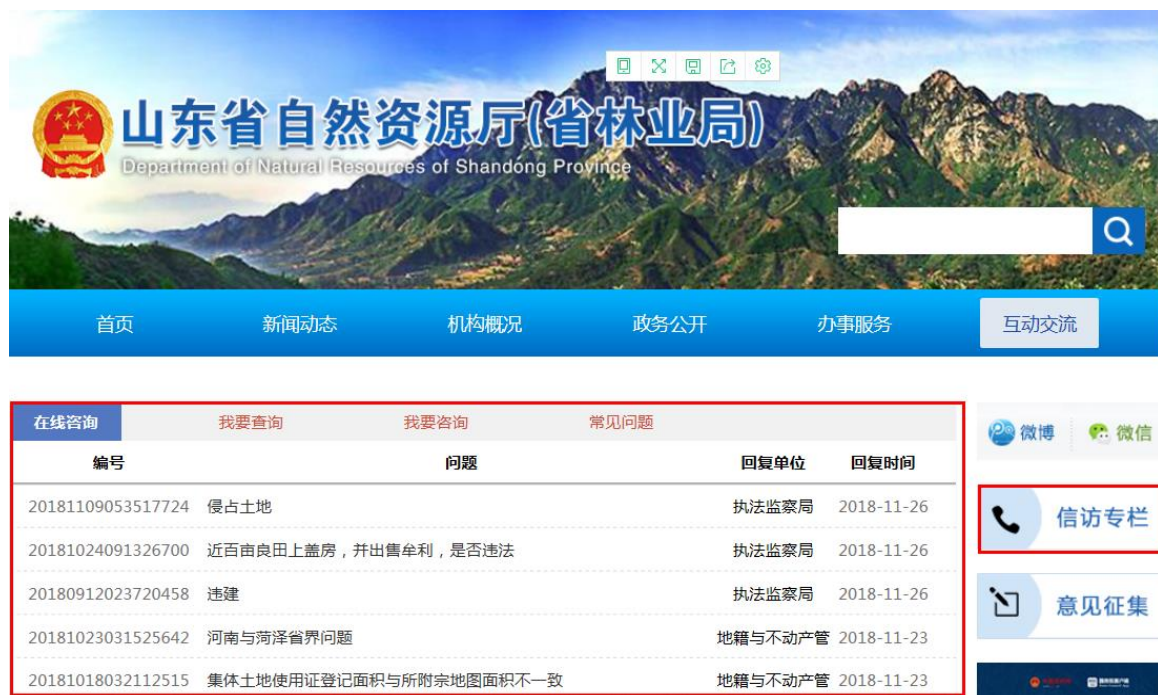 山东省自然资源厅(省林业局)
Department of Natural Resources of Shandong Province
首页 新闻动态 机构概况 政务公开 办事服务 互动交流
在线咨询 我要查询 我要咨询 常见问题
微博 微信
编号 问题 回复单位 回复时间
20181109053517724 侵占土地 执法监察局 2018-11-26
信访专栏
20181024091326700 近百亩良田上盖房，并出售牟利，是否违法 执法监察局 2018-11-26
20180912023720458 违建 执法监察局 2018-11-26
意见征集
20181023031525642 河南与菏泽省界问题 地籍与不动产管 2018-11-23
20181018032112515 集体土地使用证登记面积与所附宗地图面积不一致 地籍与不动产管 2018-11-23